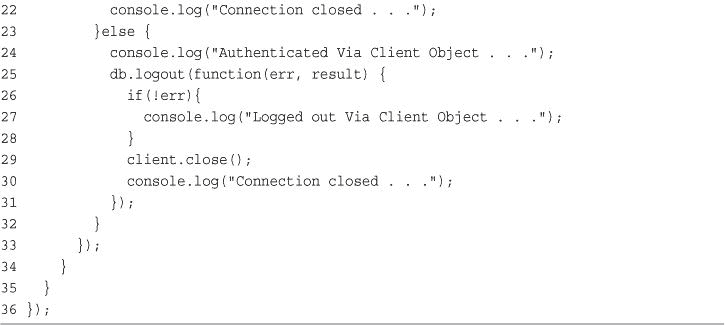 22           console.log("Connection closed . . .");
23         }else {
24           console.log("Authenticated Via Client Object . . .");
25           db.logout(function(err, result) {
26             if(!err){
27               console.log("Logged out Via Client Object . . .");
28             }
29             client.close();
30             console.log("Connection closed . . .");
31           });
32         }
33       });
34     }
35   }
36 });